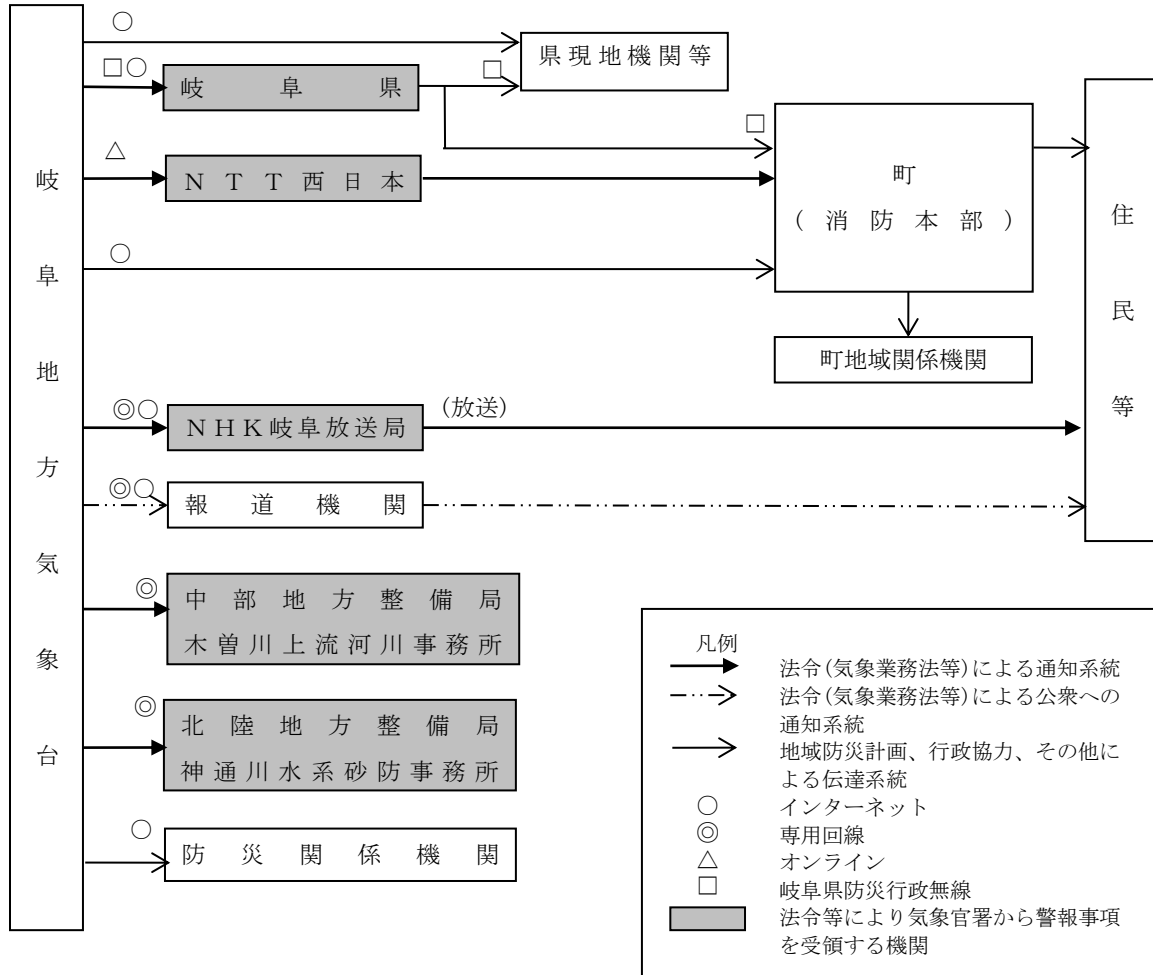 岐阜地方気象台
○
県現地機関等
□○
岐阜県
□
△
NTT西日本
□
町
(消防本部)
○
町地域関係機関
住民等
◎○
NHK岐阜放送局
(放送)
◎○
報道機関
◎
中部地方整備局
木曽川上流河川事務所
◎
北陸地方整備局
神通川水系砂防事務所
○
防災関係機関
凡例
法令(気象業務法等)による通知系統
法令(気象業務法等)による公衆への
通知系統
地域防災計画、行政協力、その他に
よる伝達系統
○ インターネット
◎ 専用回線
△ オンライン
□ 岐阜県防災行政無線
法令等により気象官署から警報事項
を受領する機関